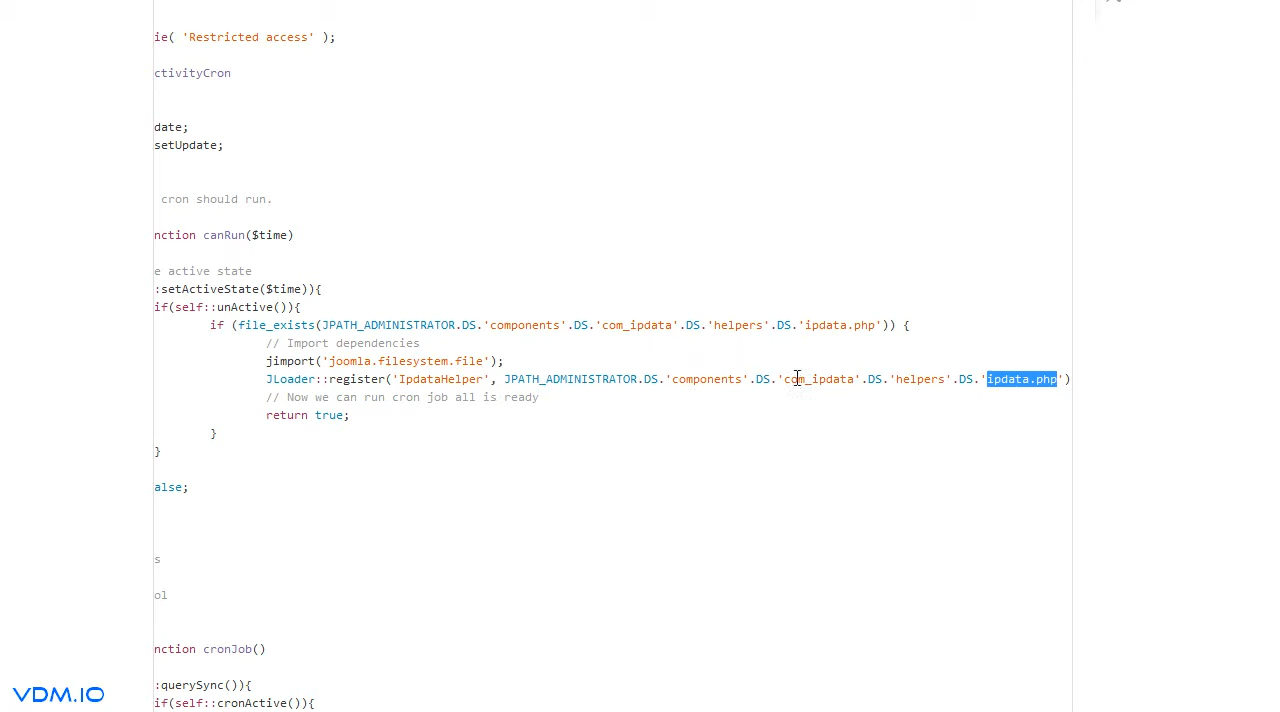 ie( 'Restricted access' );
ctivityCron
date;
setUpdate;
cron should run.
nction canRun($time)
e active state
:setActiveState($time)){
if(self::unActive()){
if (file_exists(JPATH_ADMINISTRATOR.DS.'components'.DS.'com_ipdata'.DS.'helpers'.DS.'ipdata.php')) {
// Import dependencies
jimport('joomla.filesystem.file');
JLoader::register('IpdataHelper', JPATH_ADMINISTRATOR.DS.'components'.DS.'com_ipdata'.DS.'helpers'.DS.'ipdata.php')
// Now we can run cron job all is ready
return true;
}
}
alse;
s
ol
nction cronJob()
:querySync()){
if(self::cronActive()){
VDM.IO